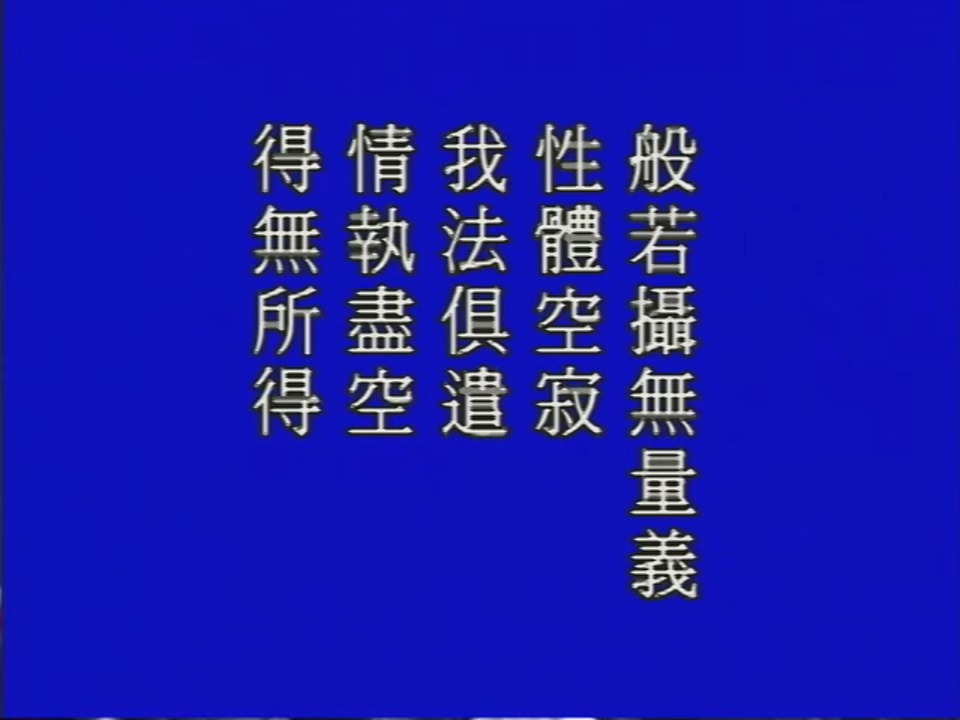 般若攝無量義
性體空寂
我法俱遣
情執盡空
得無所得